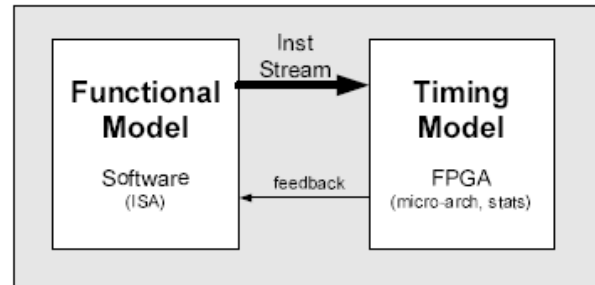 Functional
Model
Software
(ISA)
Inst
Stream
feedback
Timing
Model
FPGA
(micro-arch, stats)